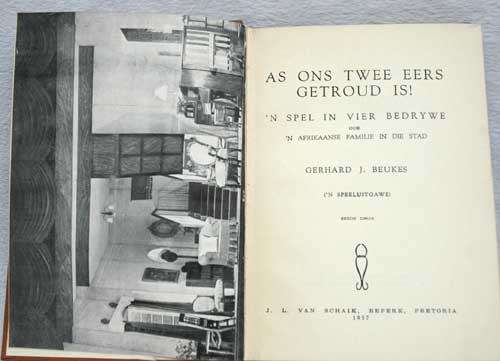 AS ONS TWEE EERS
GETROUD IS!
'N SPEL IN VIER BEDRYWE
OOR
'N AFRIKAANSE FAMILIE IN DIE STAD
GERHARD J. BEUKES
('N SPEELUITGAWE)
J. L. VAN SCHAIK, BEPERK, PRETORIA